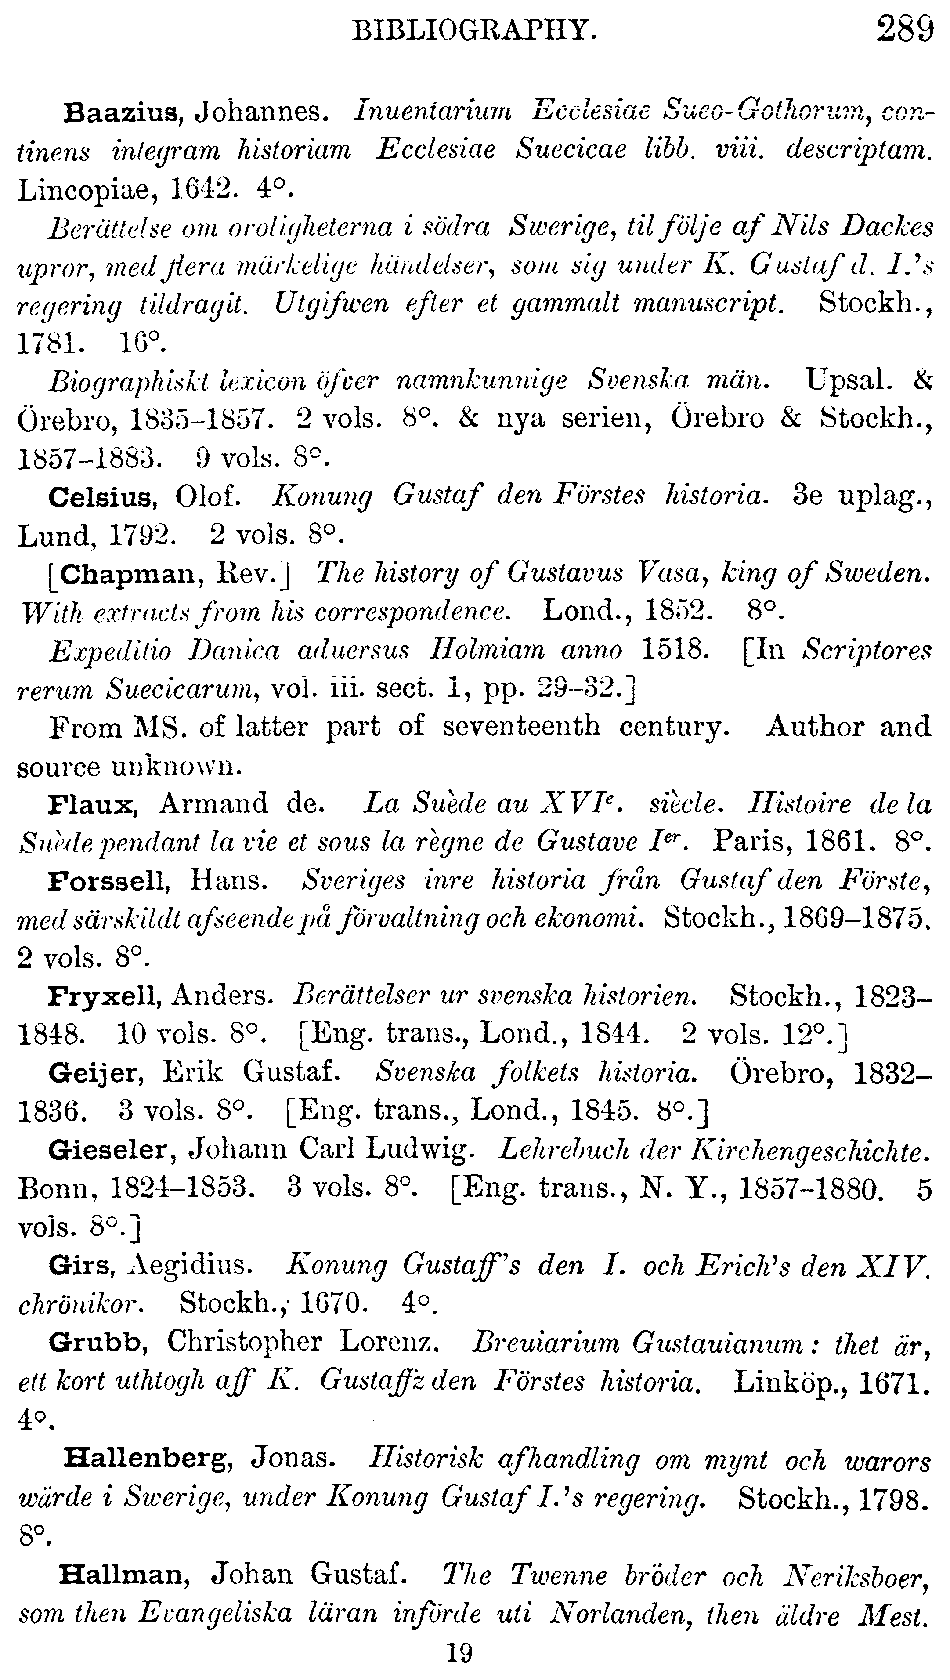 BIBLIOGRAPHY. 289
Baazius, Johannes. Inuentarium Ecclesiae Sueo-Gothorum, con-
tinens integram historiam Ecclesiae Suecicae libb. viii. descriptam.
Lincopiae, 1642. 4°.
Berättelse om oroligheterna i södra Swerige, til följe af Nils Dackes
upror, med flera märkelige händelser, som sig under K. Gustaf d. I.'s
regering tildragit. Utgifwen efter et gammalt manuscript. Stockh.,
1781. 16°.
Biographiskt lexicon öfver namnkunnige Svenska män. Upsal. &
Örebro, 1835–1857. 2 vols. 8°. & nya serien, Örebro & Stockh.,
1857–1883. 9 vols. 8°.
Celsius, Olof. Konung Gustaf den Förstes historia. 3e uplag.,
Lund, 1792. 2 vols. 8°.
[Chapman, Rev.] The history of Gustavus Vasa, king of Sweden.
With extracts from his correspondence. Lond., 1852. 8°.
Expeditio Danica aduersus Holmiam anno 1518. [In Scriptores
rerum Suecicarum, vol. iii. sect. 1, pp. 29–32.]
From MS. of latter part of seventeenth century. Author and
source unknown.
Flaux, Armand de. La Suède au XVIe. siècle. Histoire de la
Suède pendant la vie et sous la règne de Gustave Ier. Paris, 1861. 8°.
Forssell, Hans. Sveriges inre historia från Gustaf den Förste,
med särskildt afseende på förvaltning och ekonomi. Stockh., 1869–1875.
2 vols. 8°.
Fryxell, Anders. Berättelser ur svenska historien. Stockh., 1823–
1848. 10 vols. 8°. [Eng. trans., Lond., 1844. 2 vols. 12°.]
Geijer, Erik Gustaf. Svenska folkets historia. Örebro, 1832–
1836. 3 vols. 8°. [Eng. trans., Lond., 1845. 8°.]
Gieseler, Johann Carl Ludwig. Lehrebuch der Kirchengeschichte.
Bonn, 1824–1853. 3 vols. 8°. [Eng. trans., N. Y., 1857–1880. 5
vols. 8°.]
Girs, Aegidius. Konung Gustaff's den I. och Erich's den XIV.
chrönikor. Stockh., 1670. 4°.
Grubb, Christopher Lorenz. Breuiarium Gustauianum: thet är,
ett kort uthtogh aff K. Gustaffz den Förstes historia. Linköp., 1671.
4°.
Hallenberg, Jonas. Historisk afhandling om mynt och warors
wärde i Swerige, under Konung Gustaf I.'s regering. Stockh., 1798.
8°.
Hallman, Johan Gustaf. The Twenne bröder och Neriksboer,
som then Evangeliska läran införde uti Norlanden, then äldre Mest.
19